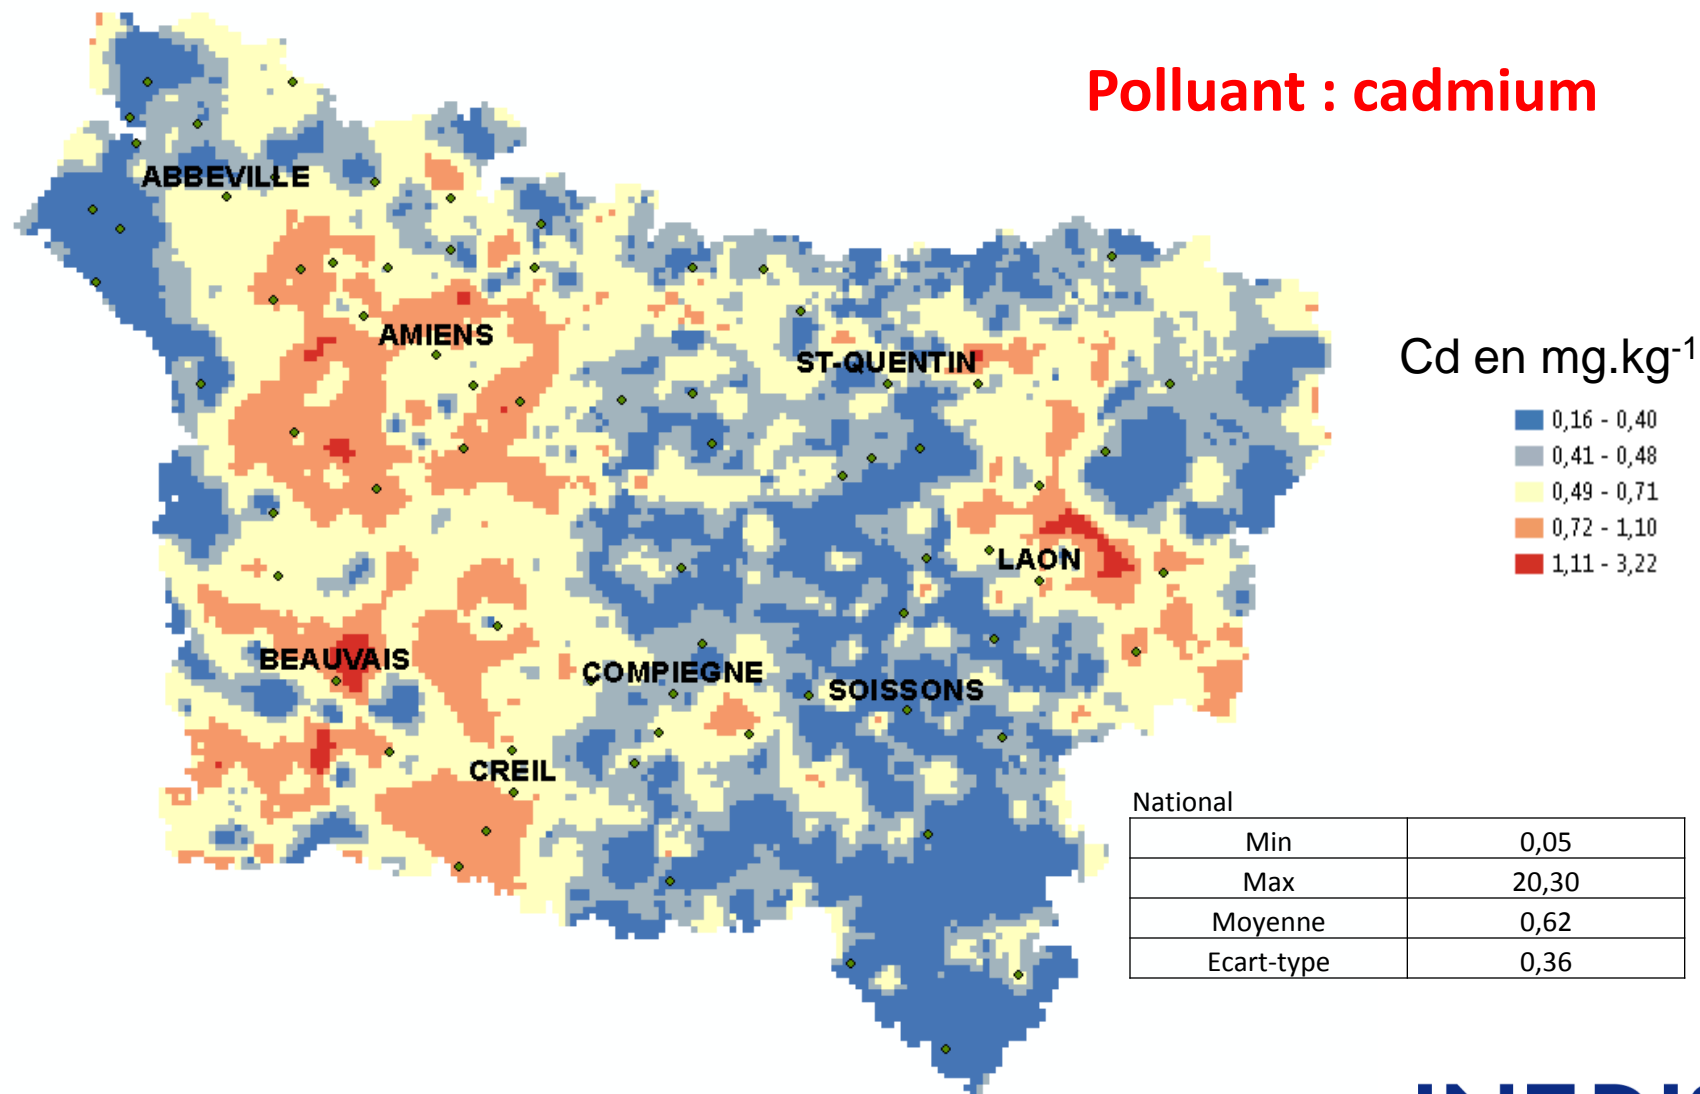 Polluant : cadmium
ABBEVILLE
AMIENS
ST-QUENTIN
Cd en mg.kg-1
0,16 - 0,40
0,41 - 0,48
0,49 - 0,71
0,72 - 1,10
1,11 - 3,22
LAON
BEAUVAIS
COMPIEGNE
SOISSONS
CREIL
National
Min 0,05
Max 20,30
Moyenne 0,62
Ecart-type 0,36